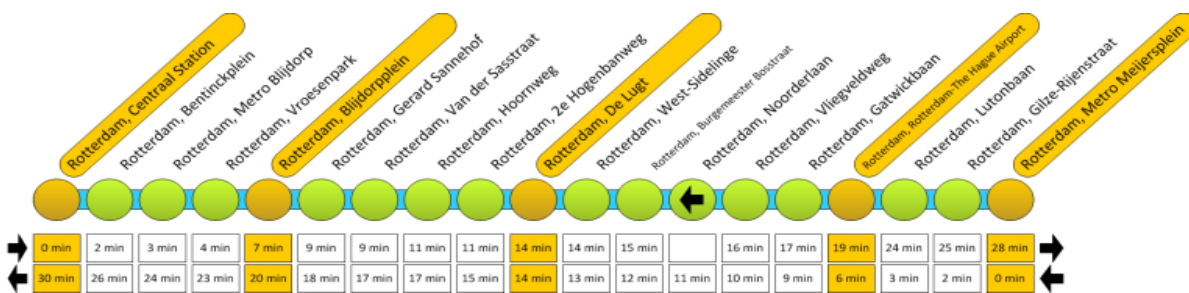 Rotterdam, Centraal Station
Rotterdam, Bentinckplein
Rotterdam, Metro Blijdorp
Rotterdam, Vroesenpark
Rotterdam, Blijdorpplein
Rotterdam, Gerard Sannehof
Rotterdam, Van der Sasstraat
Rotterdam, Hoornweg
Rotterdam, 2e Hogenbanweg
Rotterdam, De Lugt
Rotterdam, West-Sidelinge
Rotterdam, Burgemeester Bosstraat
Rotterdam, Noorderlaan
Rotterdam, Vliegveldweg
Rotterdam, Gatwickbaan
Rotterdam, Rotterdam-The Hague Airport
Rotterdam, Lutonbaan
Rotterdam, Gilze-Rijenstraat
Rotterdam, Metro Meijersplein
0 min 2 min 3 min 4 min 7 min 9 min 9 min 11 min 11 min 14 min 14 min 15 min 16 min 17 min 19 min 24 min 25 min 28 min
30 min 26 min 24 min 23 min 20 min 18 min 17 min 17 min 15 min 14 min 13 min 12 min 11 min 10 min 9 min 6 min 3 min 2 min 0 min